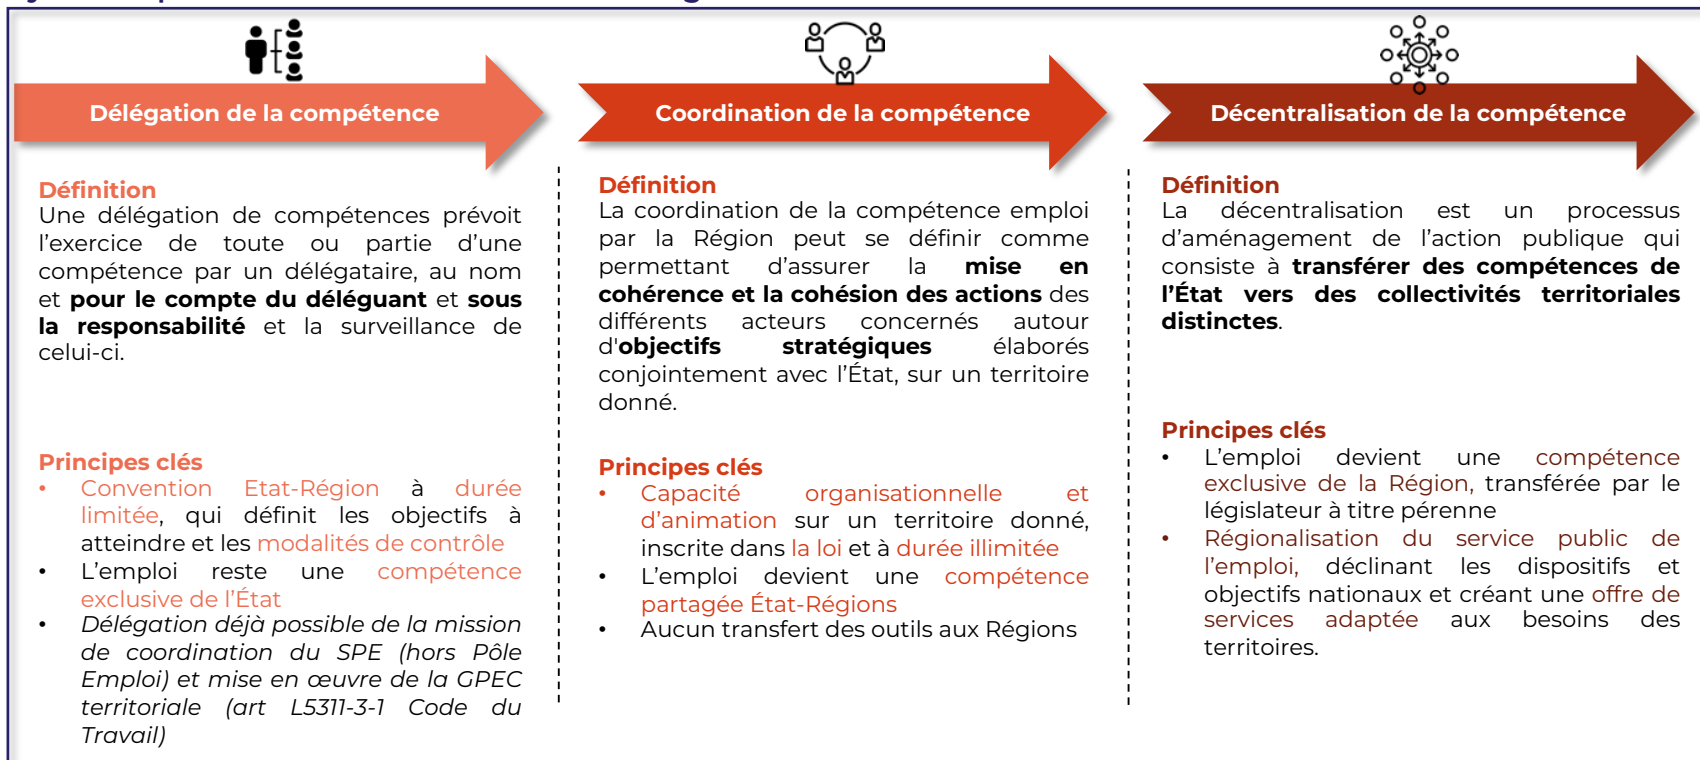 Délégation de la compétence
Définition
Une délégation de compétences prévoit
l’exercice de toute ou partie d’une
compétence par un délégataire, au nom
et pour le compte du déléguant et sous
la responsabilité et la surveillance de
celui-ci.
Principes clés
• Convention Etat-Région à durée
limitée, qui définit les objectifs à
atteindre et les modalités de contrôle
• L’emploi reste une compétence
exclusive de l’État
• Délégation déjà possible de la mission
de coordination du SPE (hors Pôle
Emploi) et mise en œuvre de la GPEC
territoriale (art L5311-3-1 Code du
Travail)
Coordination de la compétence
Définition
La coordination de la compétence emploi
par la Région peut se définir comme
permettant d’assurer la mise en
cohérence et la cohésion des actions des
différents acteurs concernés autour
d'objectifs stratégiques élaborés
conjointement avec l’État, sur un territoire
donné.
Principes clés
• Capacité organisationnelle et
d’animation sur un territoire donné,
inscrite dans la loi et à durée illimitée
• L’emploi devient une compétence
partagée État-Régions
• Aucun transfert des outils aux Régions
Décentralisation de la compétence
Définition
La décentralisation est un processus
d’aménagement de l’action publique qui
consiste à transférer des compétences de
l’État vers des collectivités territoriales
distinctes.
Principes clés
• L’emploi devient une compétence
exclusive de la Région, transférée par le
législateur à titre pérenne
• Régionalisation du service public de
l’emploi, déclinant les dispositifs et
objectifs nationaux et créant une offre de
services adaptée aux besoins des
territoires.